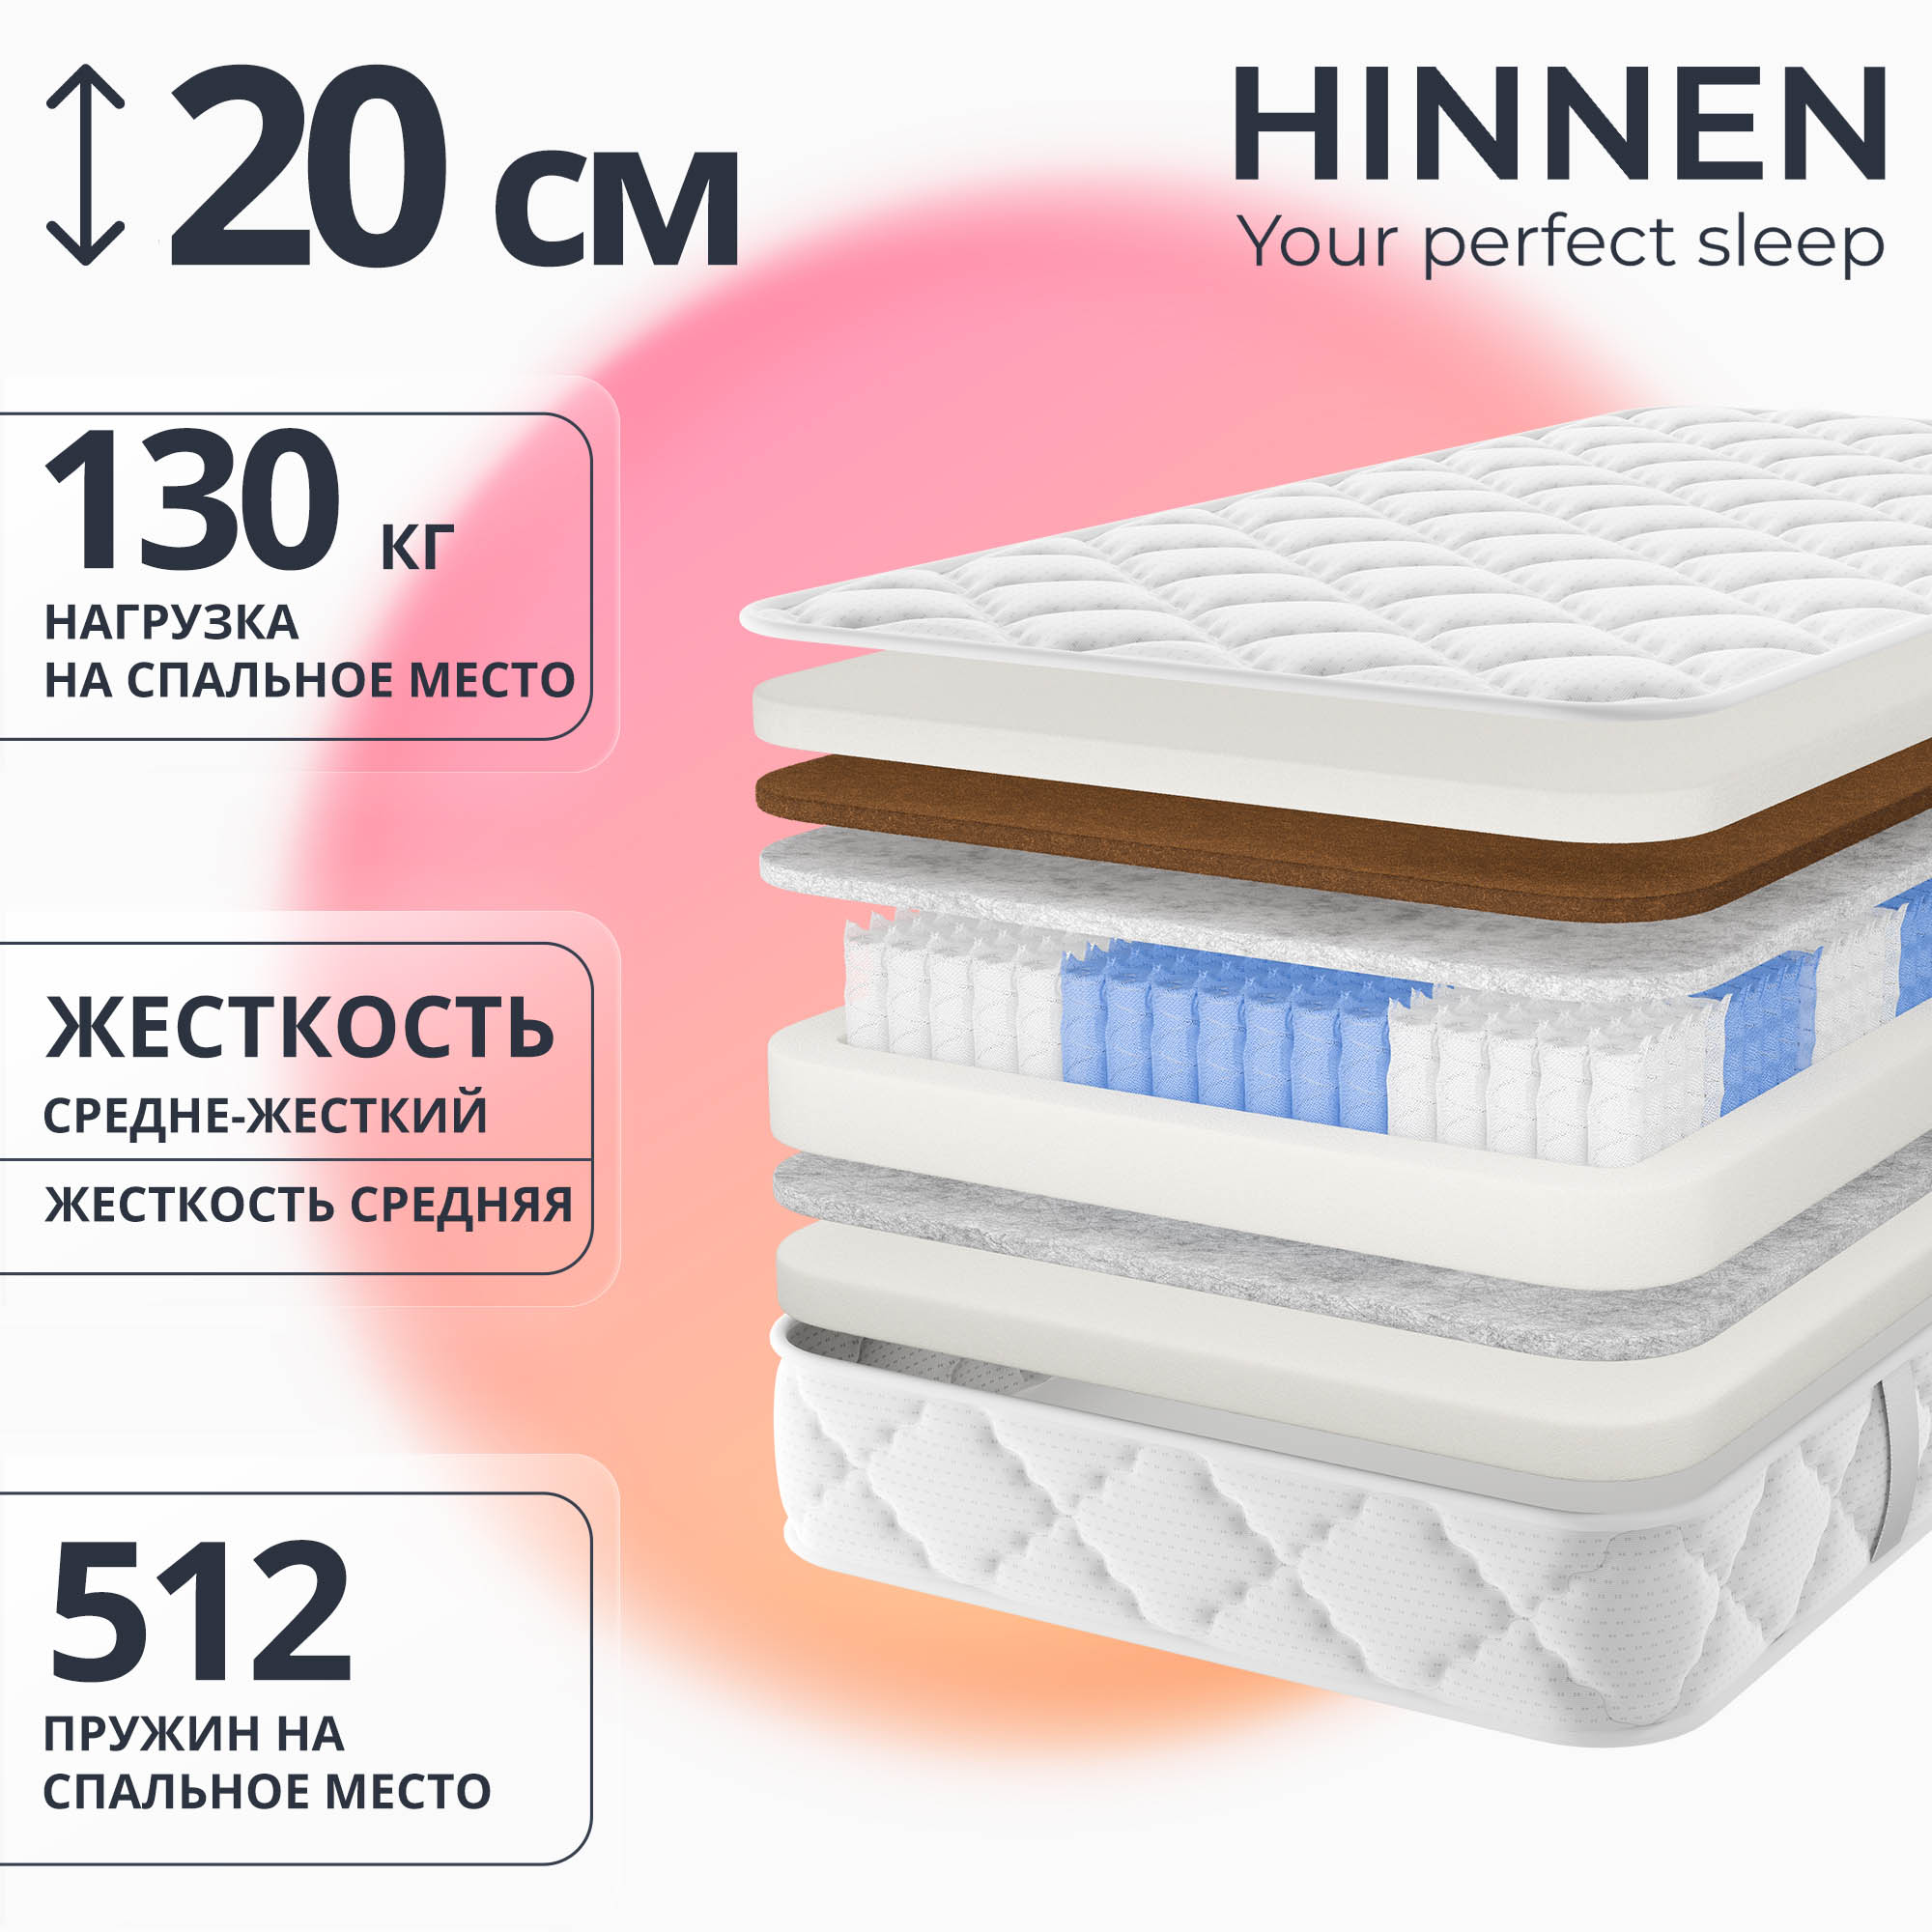 20 см
HINNEN
Your perfect sleep
130 кг
НАГРУЗКА
НА СПАЛЬНОЕ МЕСТО
ЖЕСТКОСТЬ
СРЕДНЕ-ЖЕСТКИЙ
ЖЕСТКОСТЬ СРЕДНЯЯ
512
ПРУЖИН НА
СПАЛЬНОЕ МЕСТО